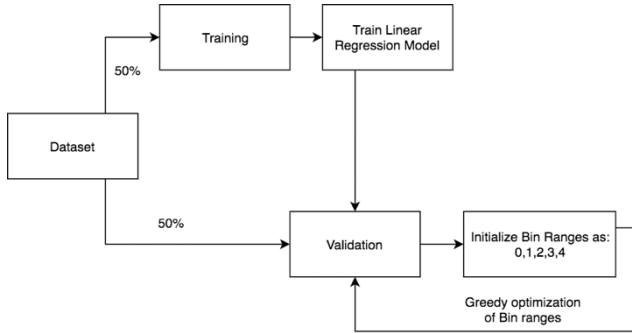 Training
Train Linear
Regression Model
50%
Dataset
50%
Validation
Initialize Bin Ranges as:
0,1,2,3,4
Greedy optimization
of Bin ranges